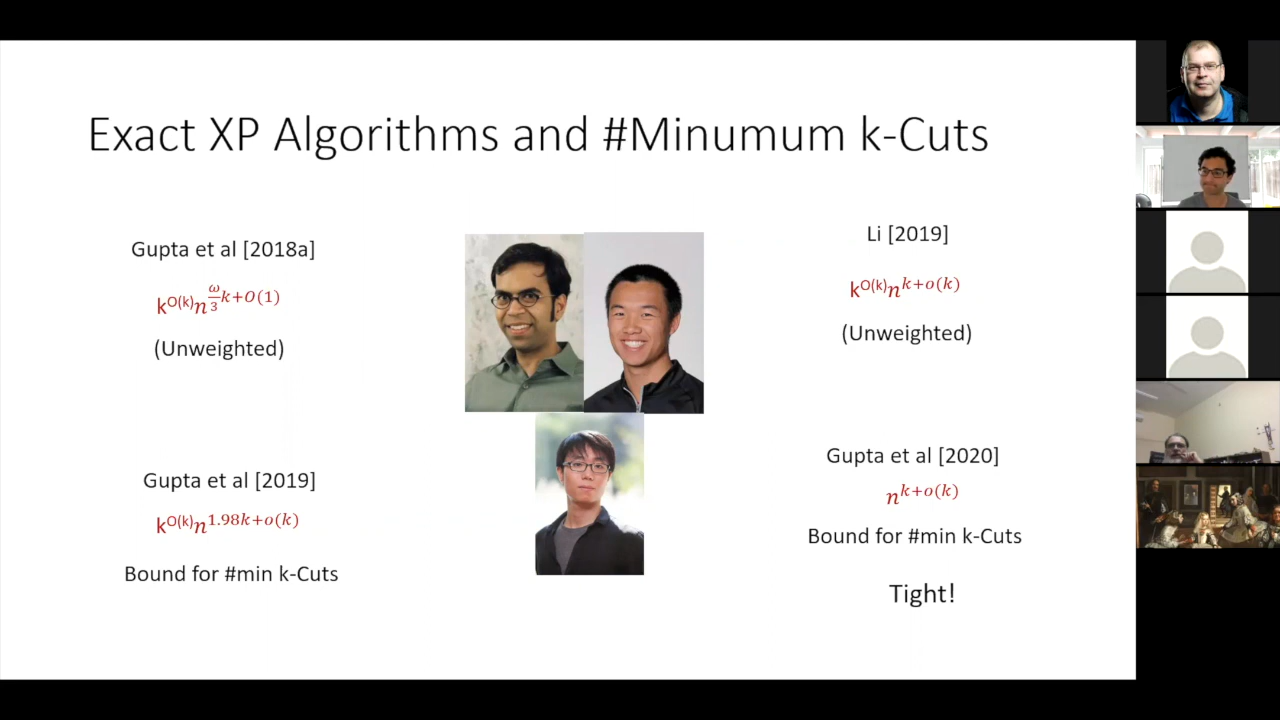 Exact XP Algorithms and #Minumum k-Cuts
Gupta et al [2018a]
k^{O(k)}n^{\frac{ω}{3}k+O(1)}
(Unweighted)
Li [2019]
k^{O(k)}n^{k+o(k)}
(Unweighted)
Gupta et al [2019]
k^{O(k)}n^{1.98k+o(k)}
Bound for #min k-Cuts
Gupta et al [2020]
n^{k+o(k)}
Bound for #min k-Cuts
Tight!